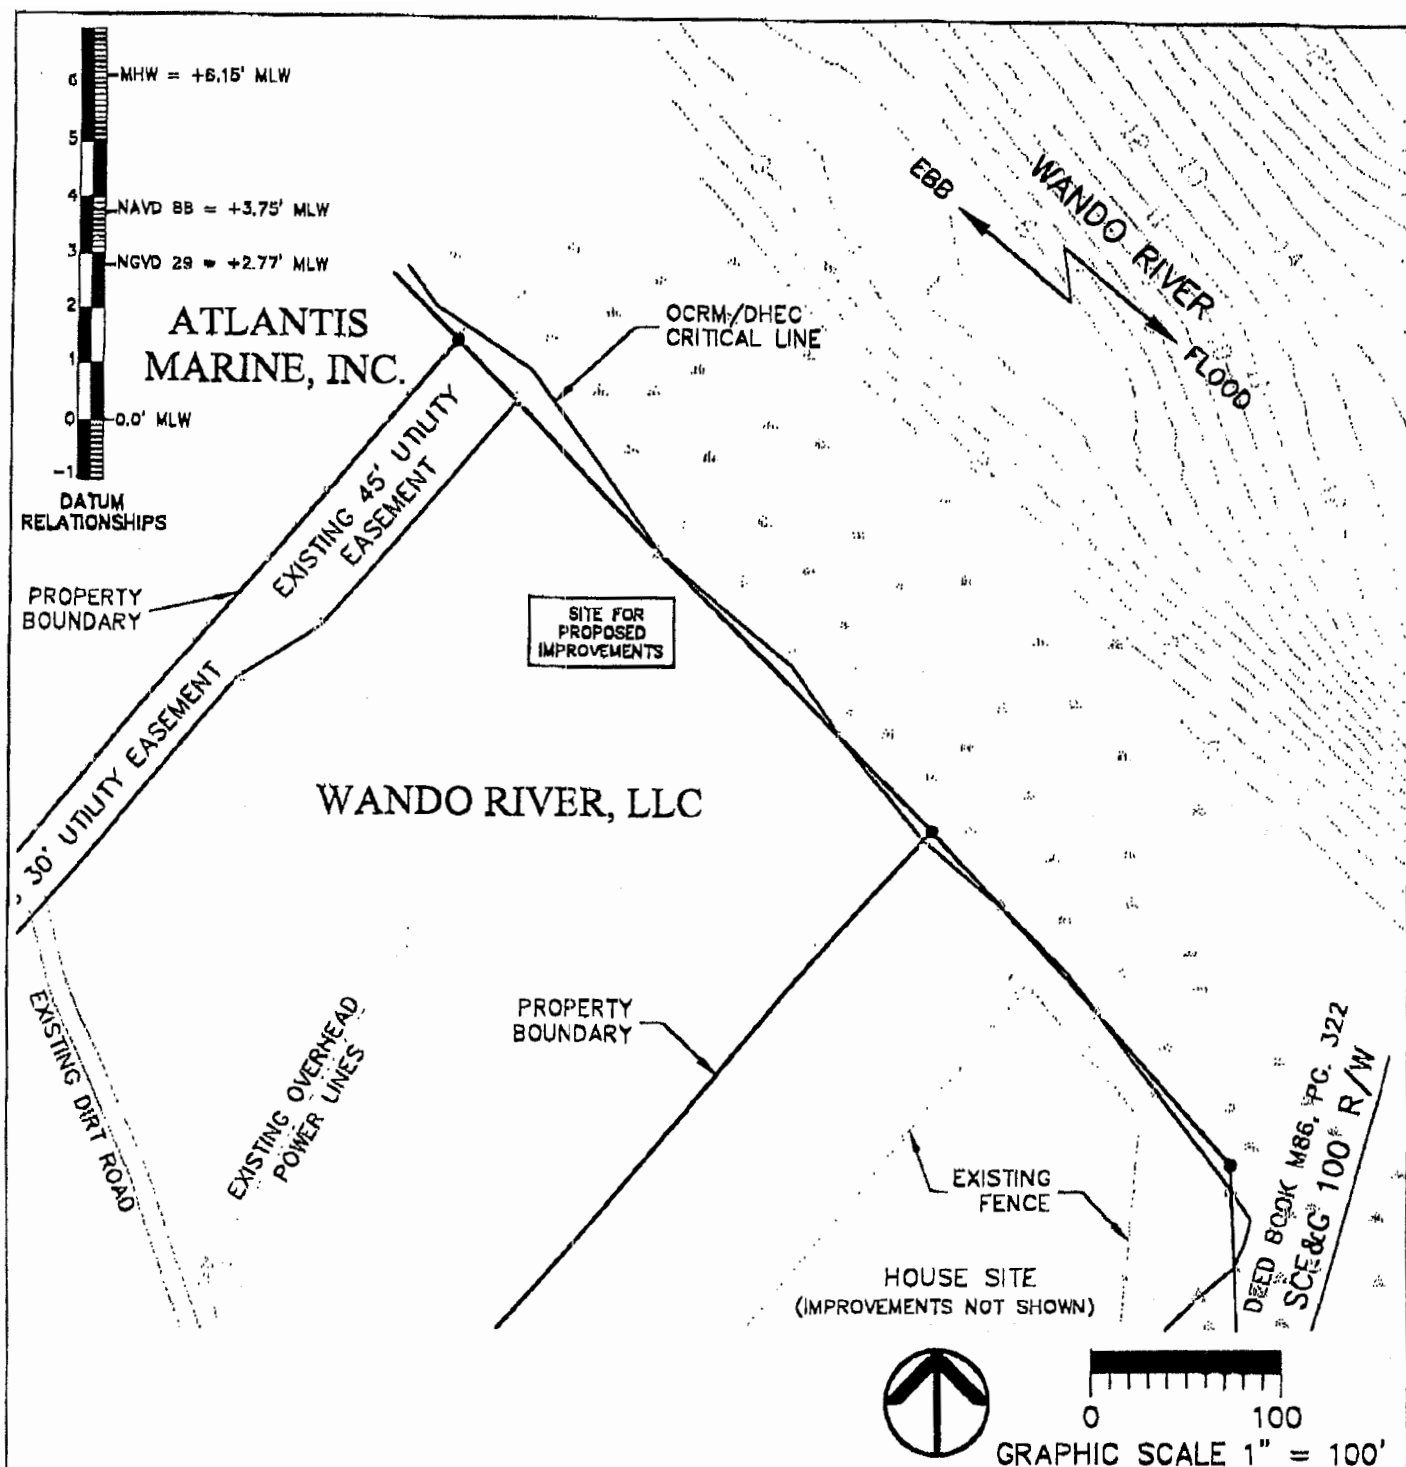 6
MHW = +6.15' MLW
5
4
NAVD 88 = +3.75' MLW
3
NGVD 29 = +2.77' MLW
2
1
0
0.0' MLW
-1
DATUM
RELATIONSHIPS
ATLANTIS
MARINE, INC.
OCRM/DHEC
CRITICAL LINE
EBB
WANDO RIVER
FLOOD
EXISTING 45' UTILITY
EASEMENT
PROPERTY
BOUNDARY
SITE FOR
PROPOSED
IMPROVEMENTS
30' UTILITY EASEMENT
WANDO RIVER, LLC
EXISTING DIRT ROAD
EXISTING OVERHEAD
POWER LINES
PROPERTY
BOUNDARY
EXISTING
FENCE
HOUSE SITE
(IMPROVEMENTS NOT SHOWN)
DEED BOOK M86, PG. 322
SCE&G 100' R/W
0
100
GRAPHIC SCALE 1" = 100'